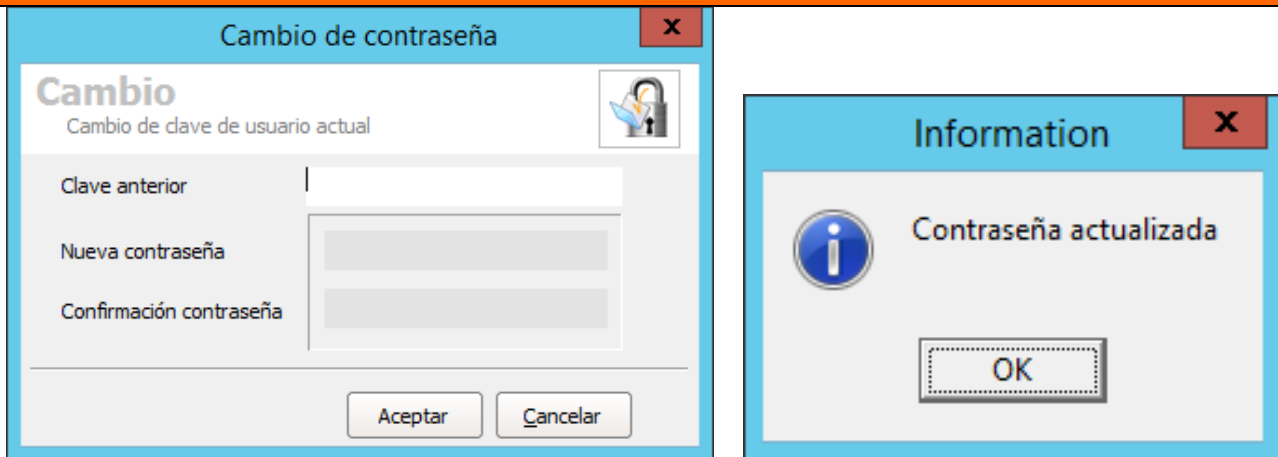 Cambio de contraseña
x
Cambio
Cambio de clave de usuario actual
Clave anterior
Nueva contraseña
Confirmación contraseña
Aceptar
Cancelar
Information
x
Contraseña actualizada
OK